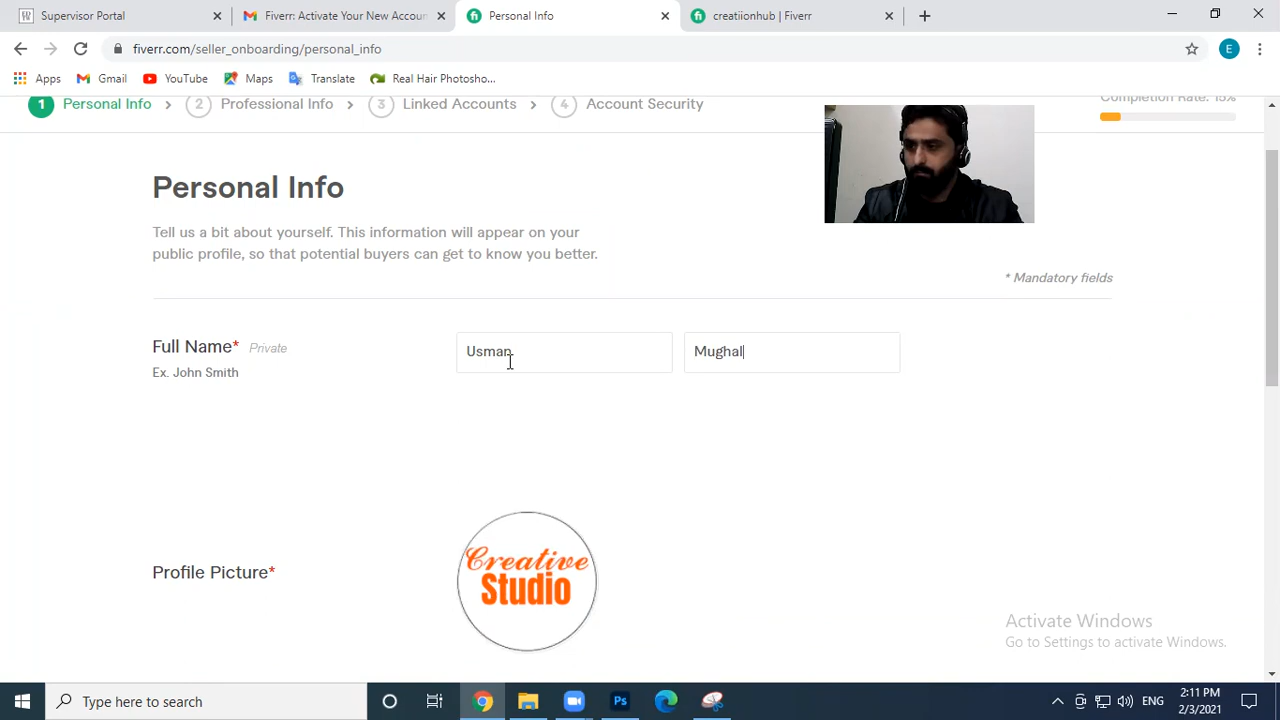 Supervisor Portal
Fiverr: Activate Your New Accoun
Personal Info
creatiionhub | Fiverr
fiverr.com/seller_onboarding/personal_info
E
Apps
Gmail
YouTube
Maps
Translate
Real Hair Photosho...
1 Personal Info
2 Professional Info
3 Linked Accounts
4 Account Security
Completion Rate: 15%
Personal Info
Tell us a bit about yourself. This information will appear on your
public profile, so that potential buyers can get to know you better.
* Mandatory fields
Full Name* Private
Usman
Mughal
Ex. John Smith
Profile Picture*
Creative
Studio
Activate Windows
Go to Settings to activate Windows.
Type here to search
Ps
ENG
2:11 PM
2/3/2021